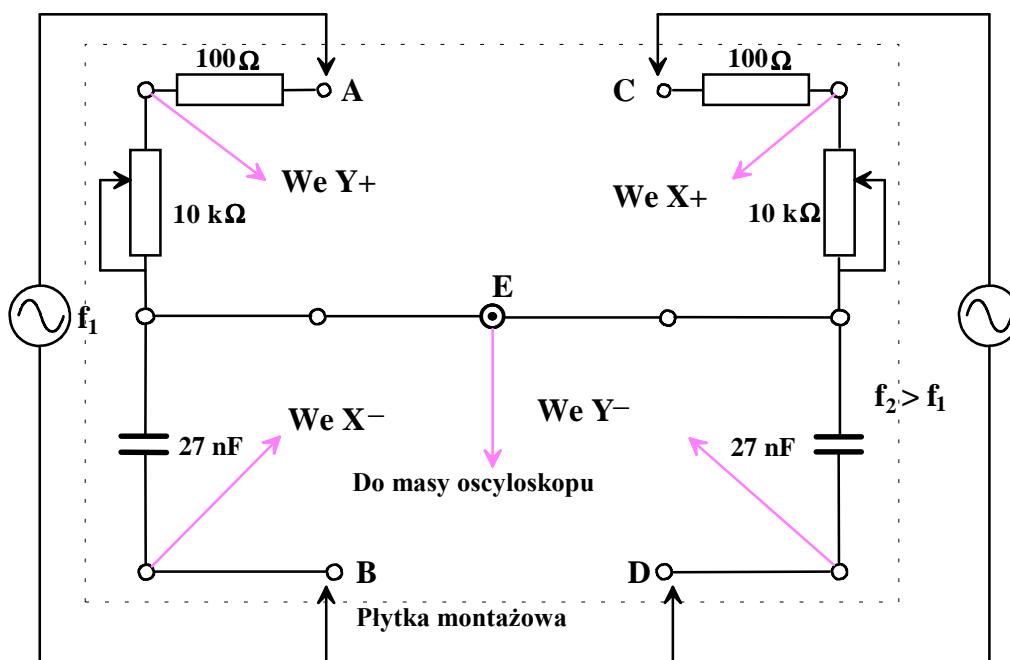 100Ω
100Ω
A
C
We Y+
We X+
10 kΩ
10 kΩ
E
f₁
f₂ > f₁
We X−
We Y−
27 nF
27 nF
Do masy oscyloskopu
B
D
Płytka montażowa